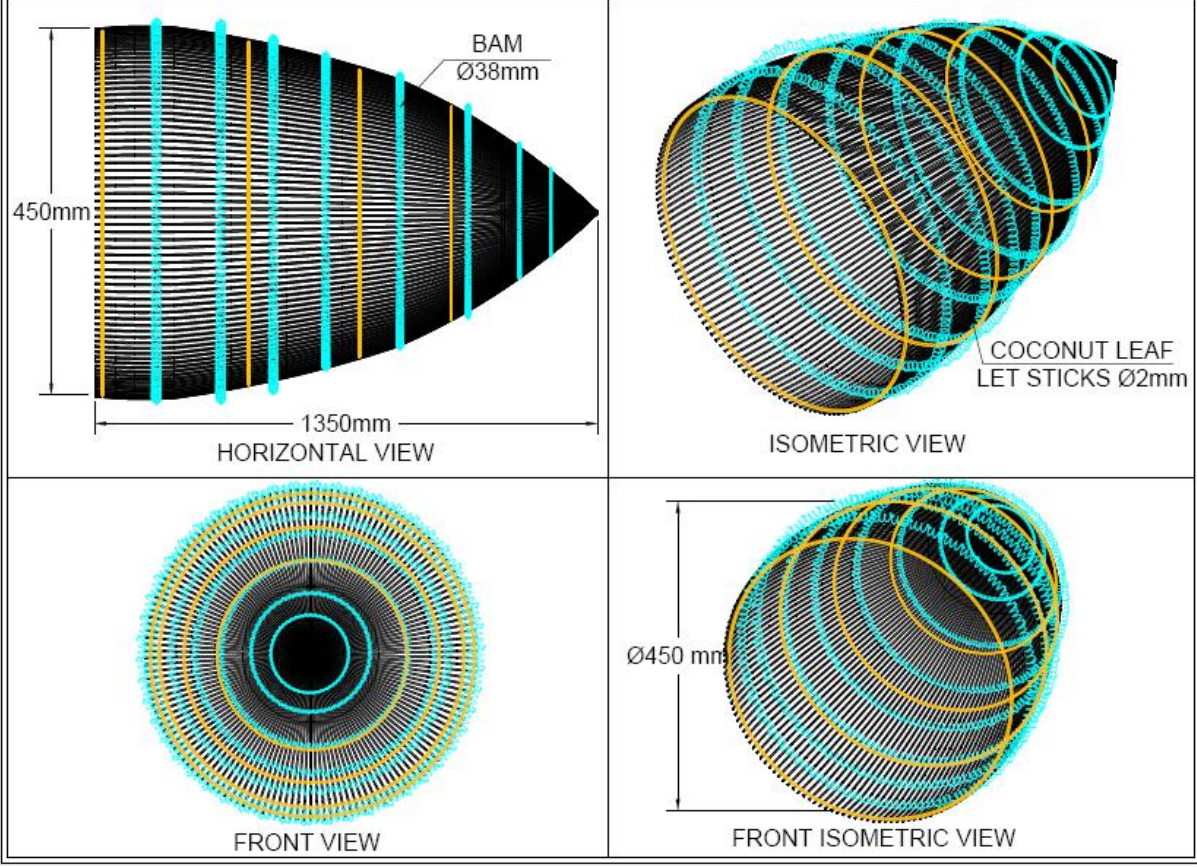 BAM
Ø38mm
450mm
1350mm
HORIZONTAL VIEW
COCONUT LEAF
LET STICKS Ø2mm
ISOMETRIC VIEW
FRONT VIEW
Ø450 mm
FRONT ISOMETRIC VIEW